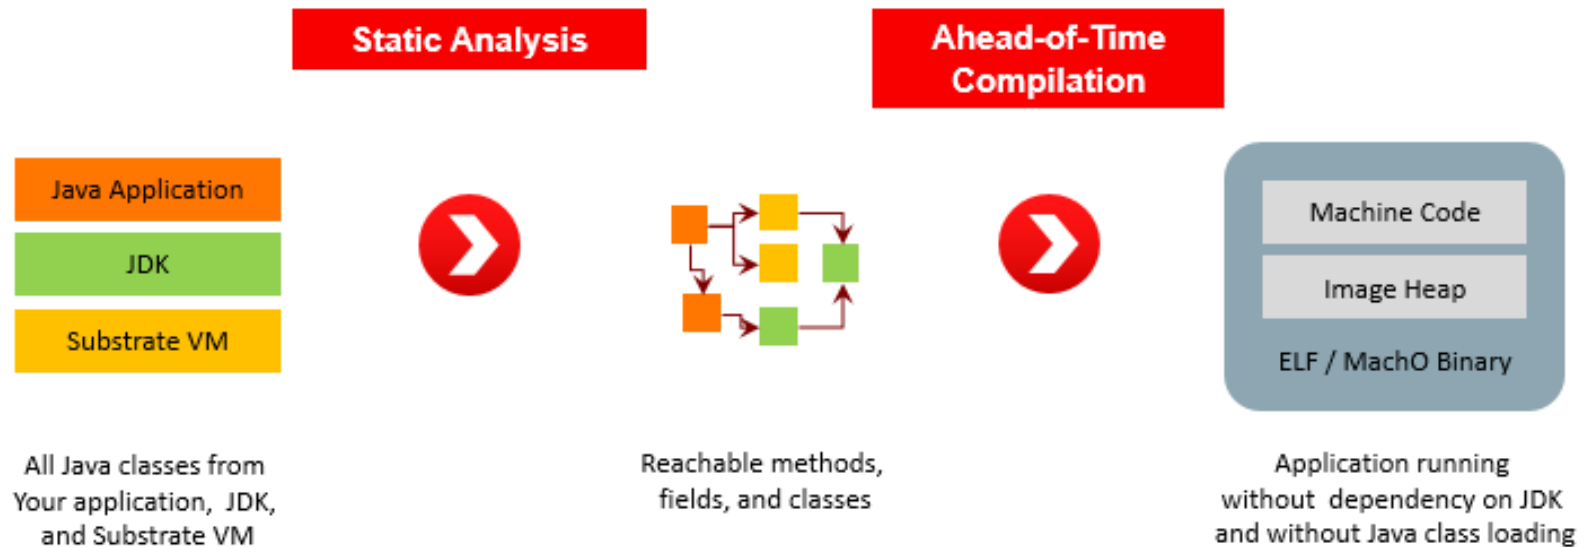 Static Analysis
Ahead-of-Time
Compilation
Java Application
JDK
Substrate VM
Machine Code
Image Heap
ELF / MachO Binary
All Java classes from
Your application, JDK,
and Substrate VM
Reachable methods,
fields, and classes
Application running
without dependency on JDK
and without Java class loading